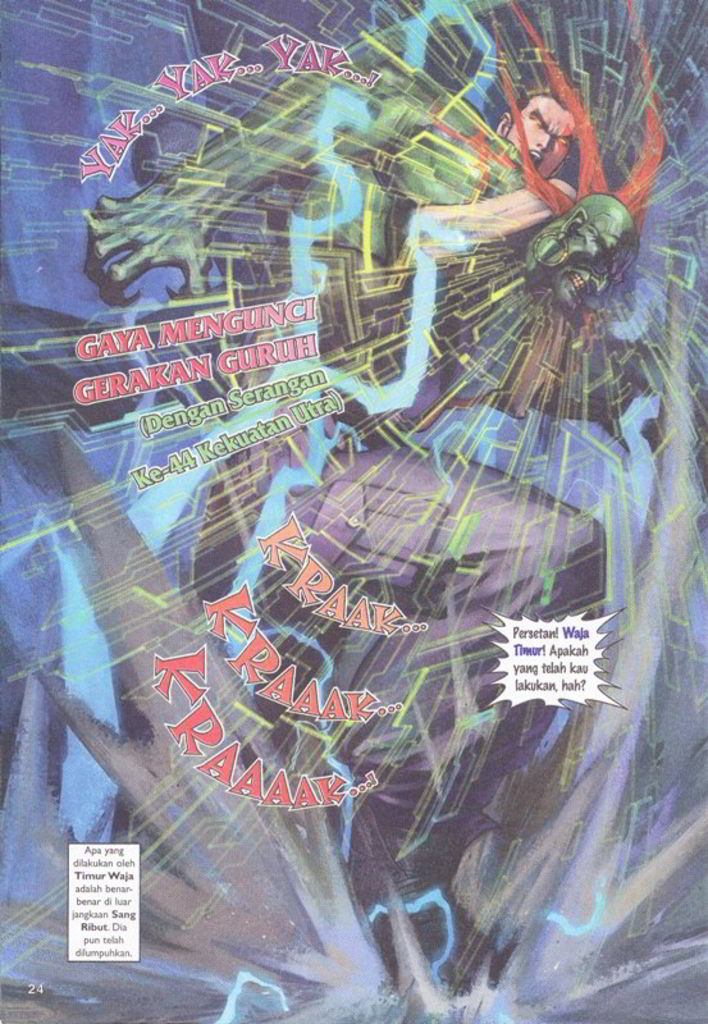 YAK... YAK... YAK...!
GAYA MENGUNCI
GERAKAN GURUH
(Dengan Serangan
Ke-44 Kekuatan Utra)
KRAAK...
KRAAAK...
KRAAAAK...!
Persetan! Waja
Timur! Apakah
yang telah kau
lakukan, hah?
Apa yang
dilakukan oleh
Timur Waja
adalah benar-
benar di luar
jangkaan Sang
Ribut. Dia
pun telah
dilumpuhkan.
24